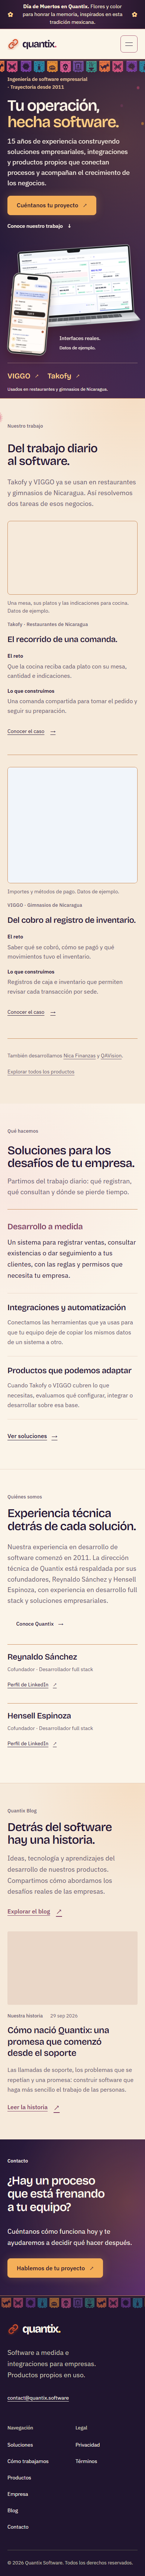 Día de Muertos en Quantix. Flores y color
para honrar la memoria, inspirados en esta
tradición mexicana.
quantix.
Ingeniería de software empresarial
· Trayectoria desde 2011
Tu operación,
hecha software.
15 años de experiencia construyendo
soluciones empresariales, integraciones
y productos propios que conectan
procesos y acompañan el crecimiento de
los negocios.
Cuéntanos tu proyecto ↗
Conoce nuestro trabajo ↓
Interfaces reales.
Datos de ejemplo.
VIGGO ↗ Takofy ↗
Usados en restaurantes y gimnasios de Nicaragua.
Nuestro trabajo
Del trabajo diario
al software.
Takofy y VIGGO ya se usan en restaurantes
y gimnasios de Nicaragua. Así resolvemos
dos tareas de esos negocios.
Una mesa, sus platos y las indicaciones para cocina.
Datos de ejemplo.
Takofy · Restaurantes de Nicaragua
El recorrido de una comanda.
El reto
Que la cocina reciba cada plato con su mesa,
cantidad e indicaciones.
Lo que construimos
Una comanda compartida para tomar el pedido y
seguir su preparación.
Conocer el caso →
Importes y métodos de pago. Datos de ejemplo.
VIGGO · Gimnasios de Nicaragua
Del cobro al registro de inventario.
El reto
Saber qué se cobró, cómo se pagó y qué
movimientos tuvo el inventario.
Lo que construimos
Registros de caja e inventario que permiten
revisar cada transacción por sede.
Conocer el caso →
También desarrollamos Nica Finanzas y QAVision.
Explorar todos los productos
Qué hacemos
Soluciones para los
desafíos de tu empresa.
Partimos del trabajo diario: qué registran,
qué consultan y dónde se pierde tiempo.
Desarrollo a medida
Un sistema para registrar ventas, consultar
existencias o dar seguimiento a tus
clientes, con las reglas y permisos que
necesita tu empresa.
Integraciones y automatización
Conectamos las herramientas que ya usas para
que tu equipo deje de copiar los mismos datos
de un sistema a otro.
Productos que podemos adaptar
Cuando Takofy o VIGGO cubren lo que
necesitas, evaluamos qué configurar, integrar o
desarrollar sobre esa base.
Ver soluciones →
Quiénes somos
Experiencia técnica
detrás de cada solución.
Nuestra experiencia en desarrollo de
software comenzó en 2011. La dirección
técnica de Quantix está respaldada por sus
cofundadores, Reynaldo Sánchez y Hensell
Espinoza, con experiencia en desarrollo full
stack y soluciones empresariales.
Conoce Quantix →
Reynaldo Sánchez
Cofundador · Desarrollador full stack
Perfil de LinkedIn ↗
Hensell Espinoza
Cofundador · Desarrollador full stack
Perfil de LinkedIn ↗
Quantix Blog
Detrás del software
hay una historia.
Ideas, tecnología y aprendizajes del
desarrollo de nuestros productos.
Compartimos cómo abordamos los
desafíos reales de las empresas.
Explorar el blog ↗
Nuestra historia 29 sep 2026
Cómo nació Quantix: una
promesa que comenzó
desde el soporte
Las llamadas de soporte, los problemas que se
repetían y una promesa: construir software que
haga más sencillo el trabajo de las personas.
Leer la historia ↗
Contacto
¿Hay un proceso
que está frenando
a tu equipo?
Cuéntanos cómo funciona hoy y te
ayudaremos a decidir qué hacer después.
Hablemos de tu proyecto ↗
quantix.
Software a medida e
integraciones para empresas.
Productos propios en uso.
contact@quantix.software
Navegación
Legal
Soluciones
Privacidad
Cómo trabajamos
Términos
Productos
Empresa
Blog
Contacto
© 2026 Quantix Software. Todos los derechos reservados.